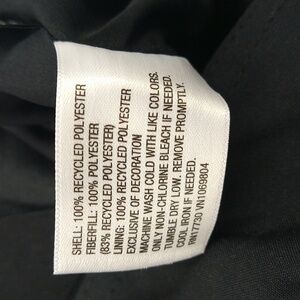 SHELL: 100% RECYCLED POLYESTER
FIBERFILL: 100% POLYESTER
(83% RECYCLED POLYESTER)
LINING: 100% RECYCLED POLYESTER
EXCLUSIVE OF DECORATION
MACHINE WASH COLD WITH LIKE COLORS.
ONLY NON-CHLORINE BLEACH IF NEEDED.
TUMBLE DRY LOW. REMOVE PROMPTLY.
COOL IRON IF NEEDED.
RN17730 VN1069804